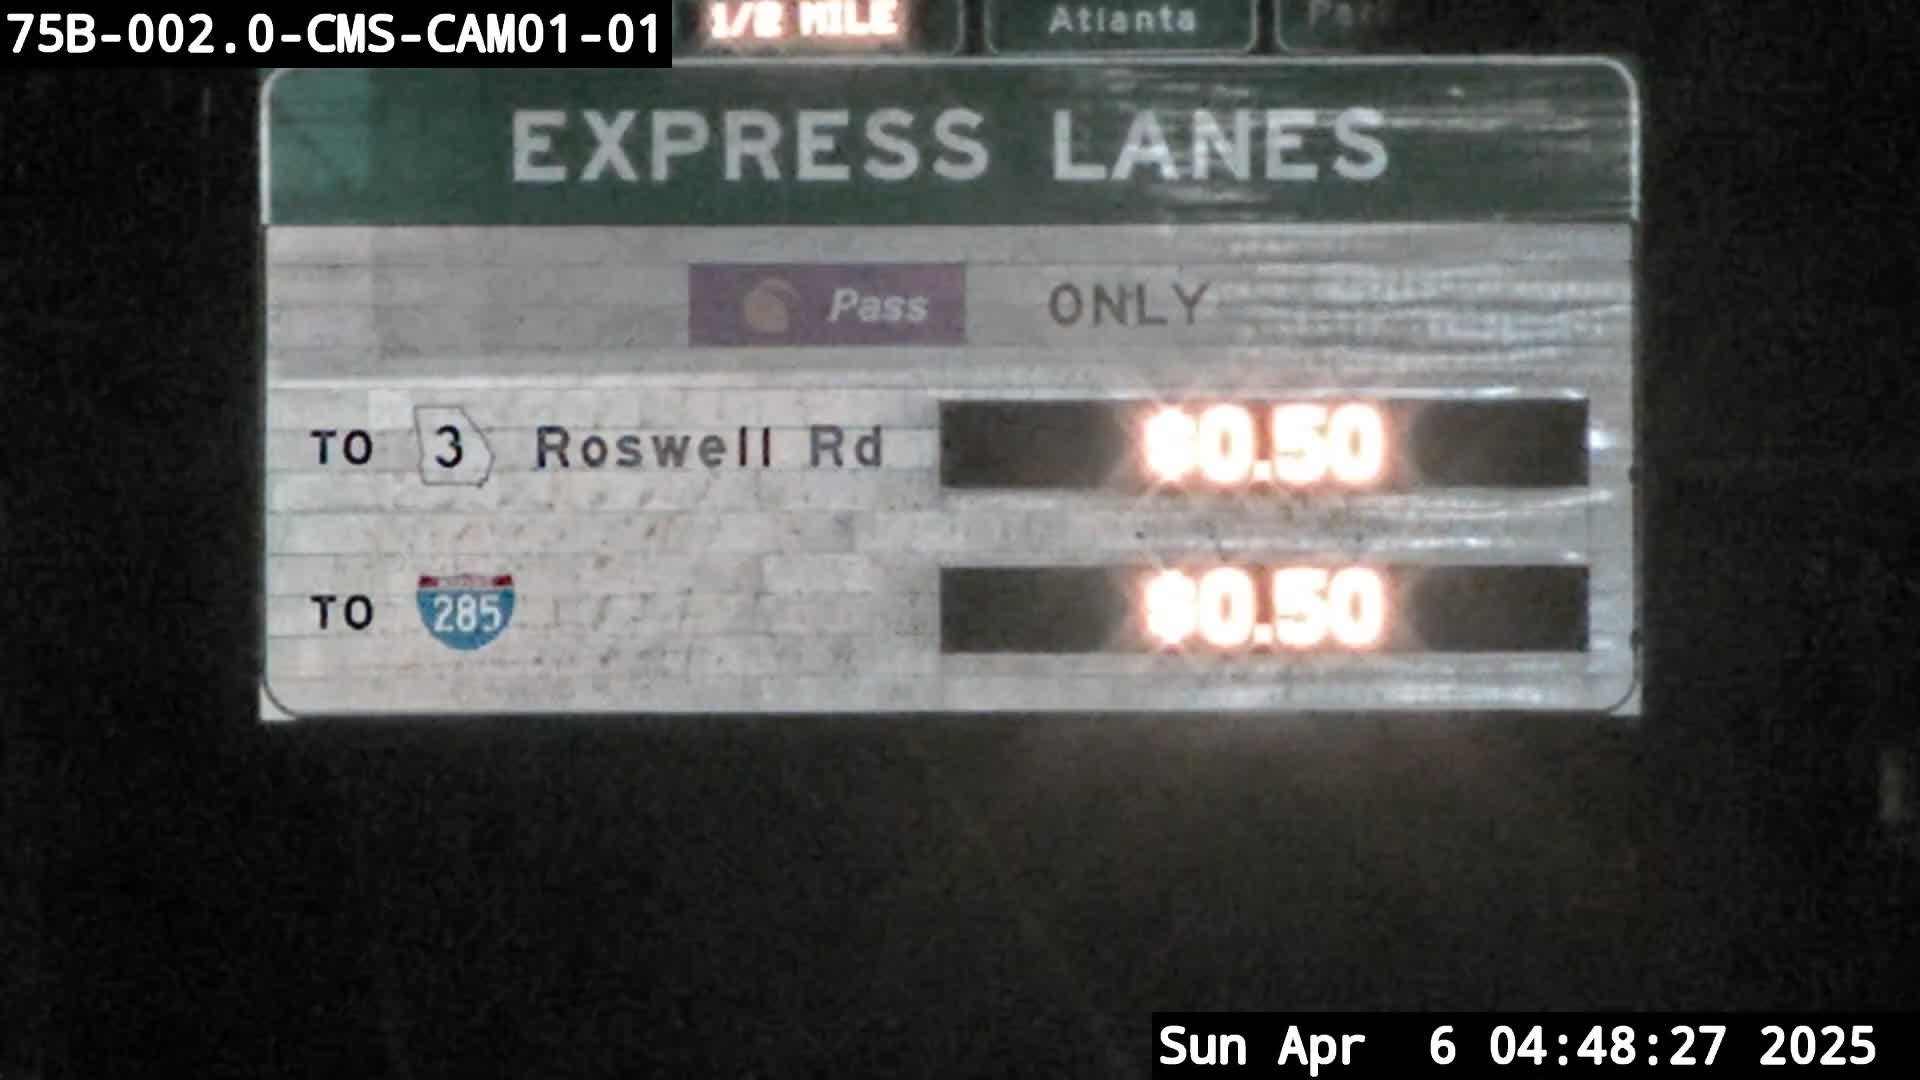 75B-002.0-CMS-CAM01-01
1/2 MILE
Atlanta
EXPRESS LANES
Pass ONLY
TO 3 Roswell Rd $0.50
TO 285 $0.50
Sun Apr 6 04:48:27 2025